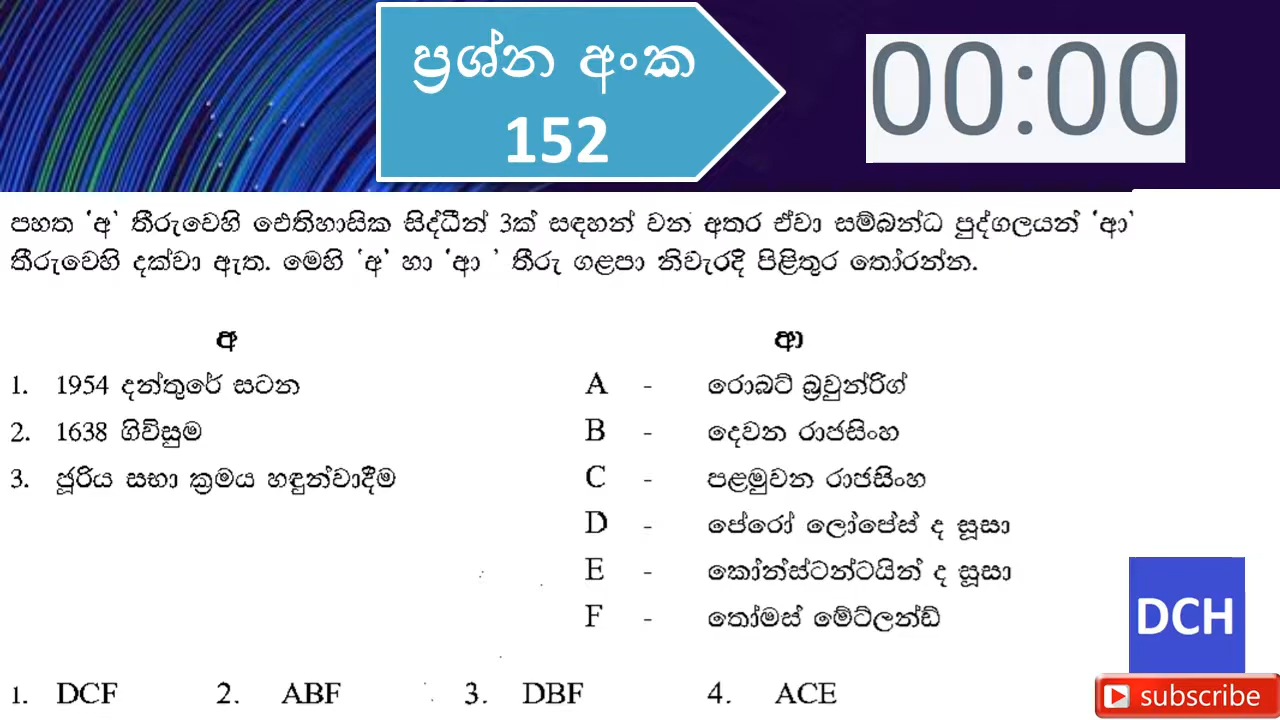 ප්‍රශ්න අංක
152
00:00
පහත 'අ' තීරුවෙහි ඓතිහාසික සිද්ධීන් 3ක් සඳහන් වන අතර ඒවා සම්බන්ධ පුද්ගලයන් 'ආ'
තීරුවෙහි දක්වා ඇත. මෙහි 'අ' හා 'ආ ' තීරු ගළපා නිවැරදි පිළිතුර තෝරන්න.
අ ආ
1. 1954 දන්තුරේ සටන A - රොබට් බ්‍රවුන්රිග්
2. 1638 ගිවිසුම B - දෙවන රාජසිංහ
3. ජූරිය සභා ක්‍රමය හඳුන්වාදීම C - පළමුවන රාජසිංහ
D - පේරෝ ලෝපේස් ද සූසා
E - කෝන්ස්ටන්ටයින් ද සූසා
F - තෝමස් මේට්ලන්ඩ්
DCH
1. DCF 2. ABF 3. DBF 4. ACE
subscribe